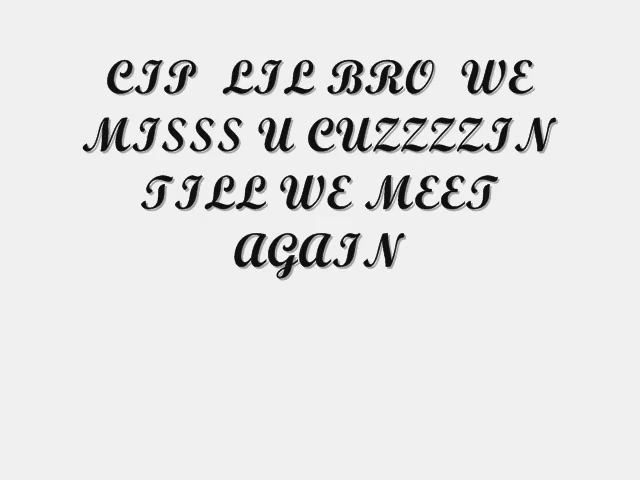 CIP LIL BRO WE
MISSS U CUZZZZIN
TILL WE MEET
AGAIN